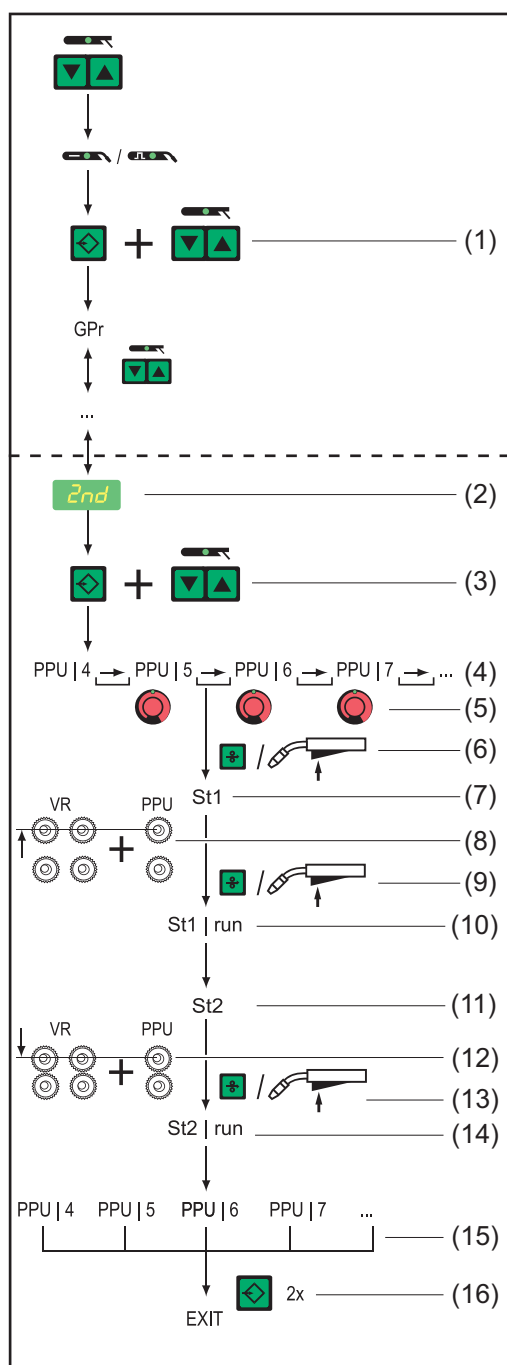 /
+
(1)
GPr
...
2nd
(2)
+
(3)
PPU | 4 PPU | 5 PPU | 6 PPU | 7 ... (4)
(5)
/
(6)
St1
(7)
VR PPU
+
(8)
/
(9)
St1 | run
(10)
St2
(11)
VR PPU
+
(12)
/
(13)
St2 | run
(14)
PPU | 4 PPU | 5 PPU | 6 PPU | 7 ...
(15)
2x
(16)
EXIT